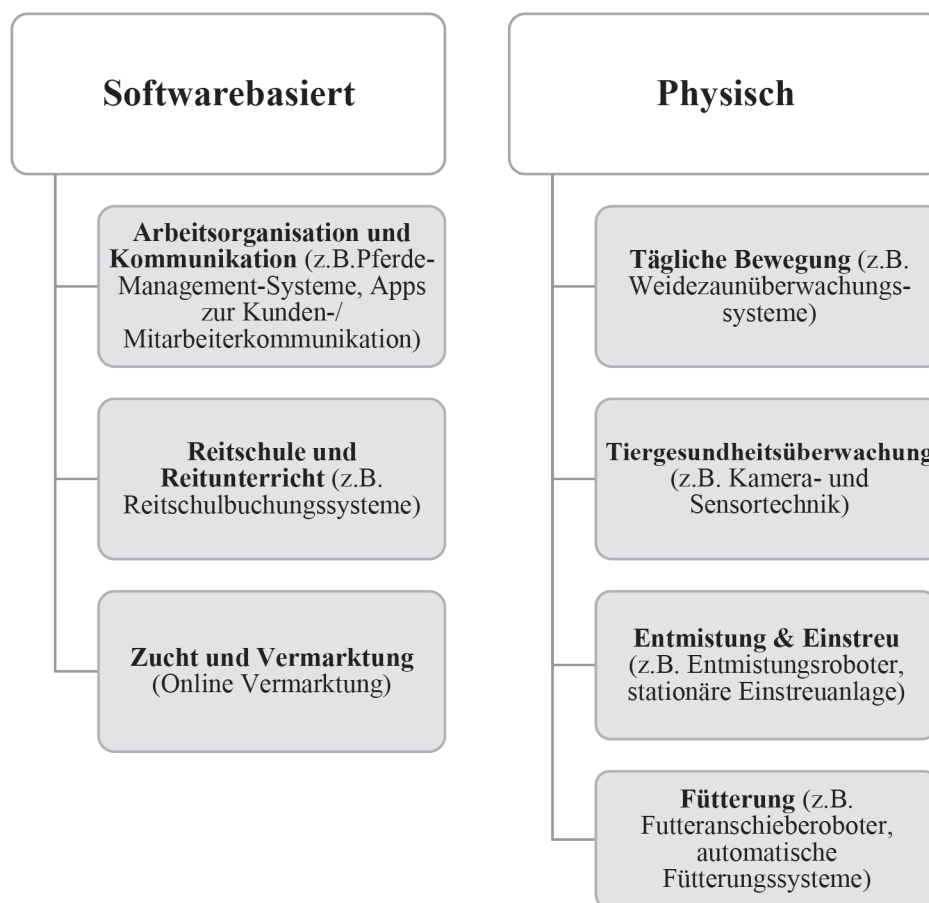 Softwarebasiert
Arbeitsorganisation und
Kommunikation (z.B.Pferde-
Management-Systeme, Apps
zur Kunden-/
Mitarbeiterkommunikation)
Reitschule und
Reitunterricht (z.B.
Reitschulbuchungssysteme)
Zucht und Vermarktung
(Online Vermarktung)
Physisch
Tägliche Bewegung (z.B.
Weidezaunüberwachungs-
systeme)
Tiergesundheitsüberwachung
(z.B. Kamera- und
Sensortechnik)
Entmistung & Einstreu
(z.B. Entmistungsroboter,
stationäre Einstreuanlage)
Fütterung (z.B.
Futteranschieberoboter,
automatische
Fütterungssysteme)